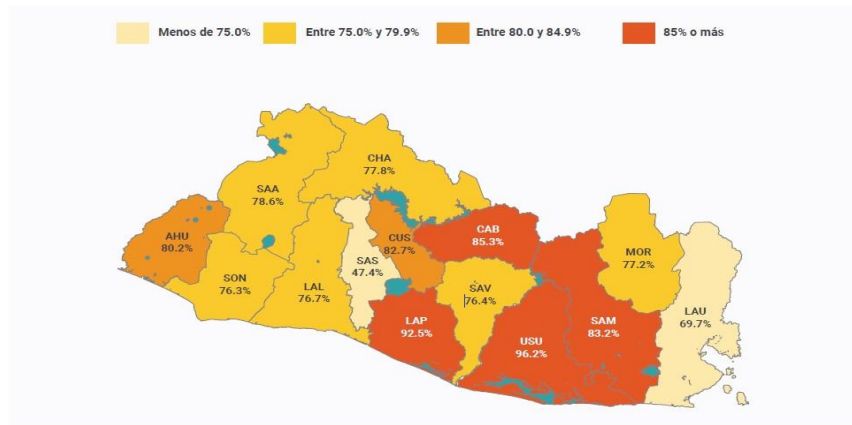 Menos de 75.0%
Entre 75.0% y 79.9%
Entre 80.0 y 84.9%
85% o más
CHA
77.8%
SAA
78.6%
AHU
80.2%
SON
76.3%
LAL
76.7%
SAS
47.4%
CUS
82.7%
CAB
85.3%
LAP
92.5%
SAV
76.4%
USU
96.2%
SAM
83.2%
MOR
77.2%
LAU
69.7%